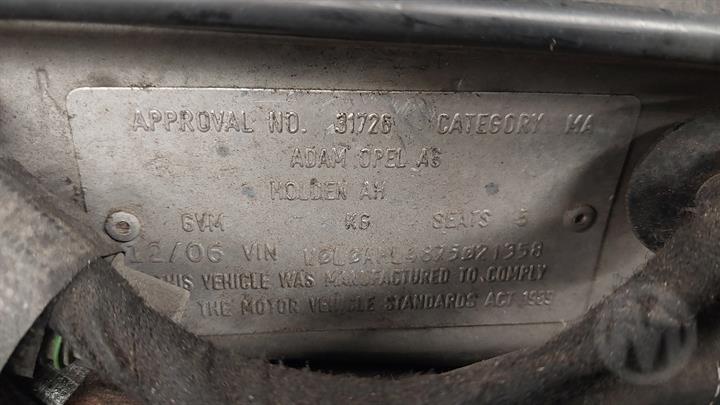 APPROVAL NO. 31726 CATEGORY MA
ADAM OPEL AG
HOLDEN AH
GVM KG SEATS 5
12/06 VIN W0L0AHL4875021358
THIS VEHICLE WAS MANUFACTURED TO COMPLY
THE MOTOR VEHICLE STANDARDS ACT 1989